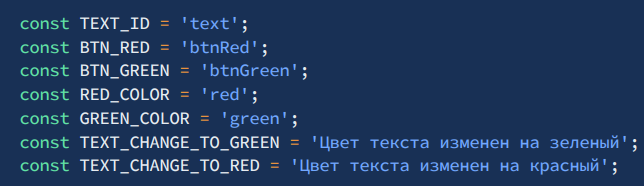 const TEXT_ID = 'text';
const BTN_RED = 'btnRed';
const BTN_GREEN = 'btnGreen';
const RED_COLOR = 'red';
const GREEN_COLOR = 'green';
const TEXT_CHANGE_TO_GREEN = 'Цвет текста изменен на зеленый';
const TEXT_CHANGE_TO_RED = 'Цвет текста изменен на красный';